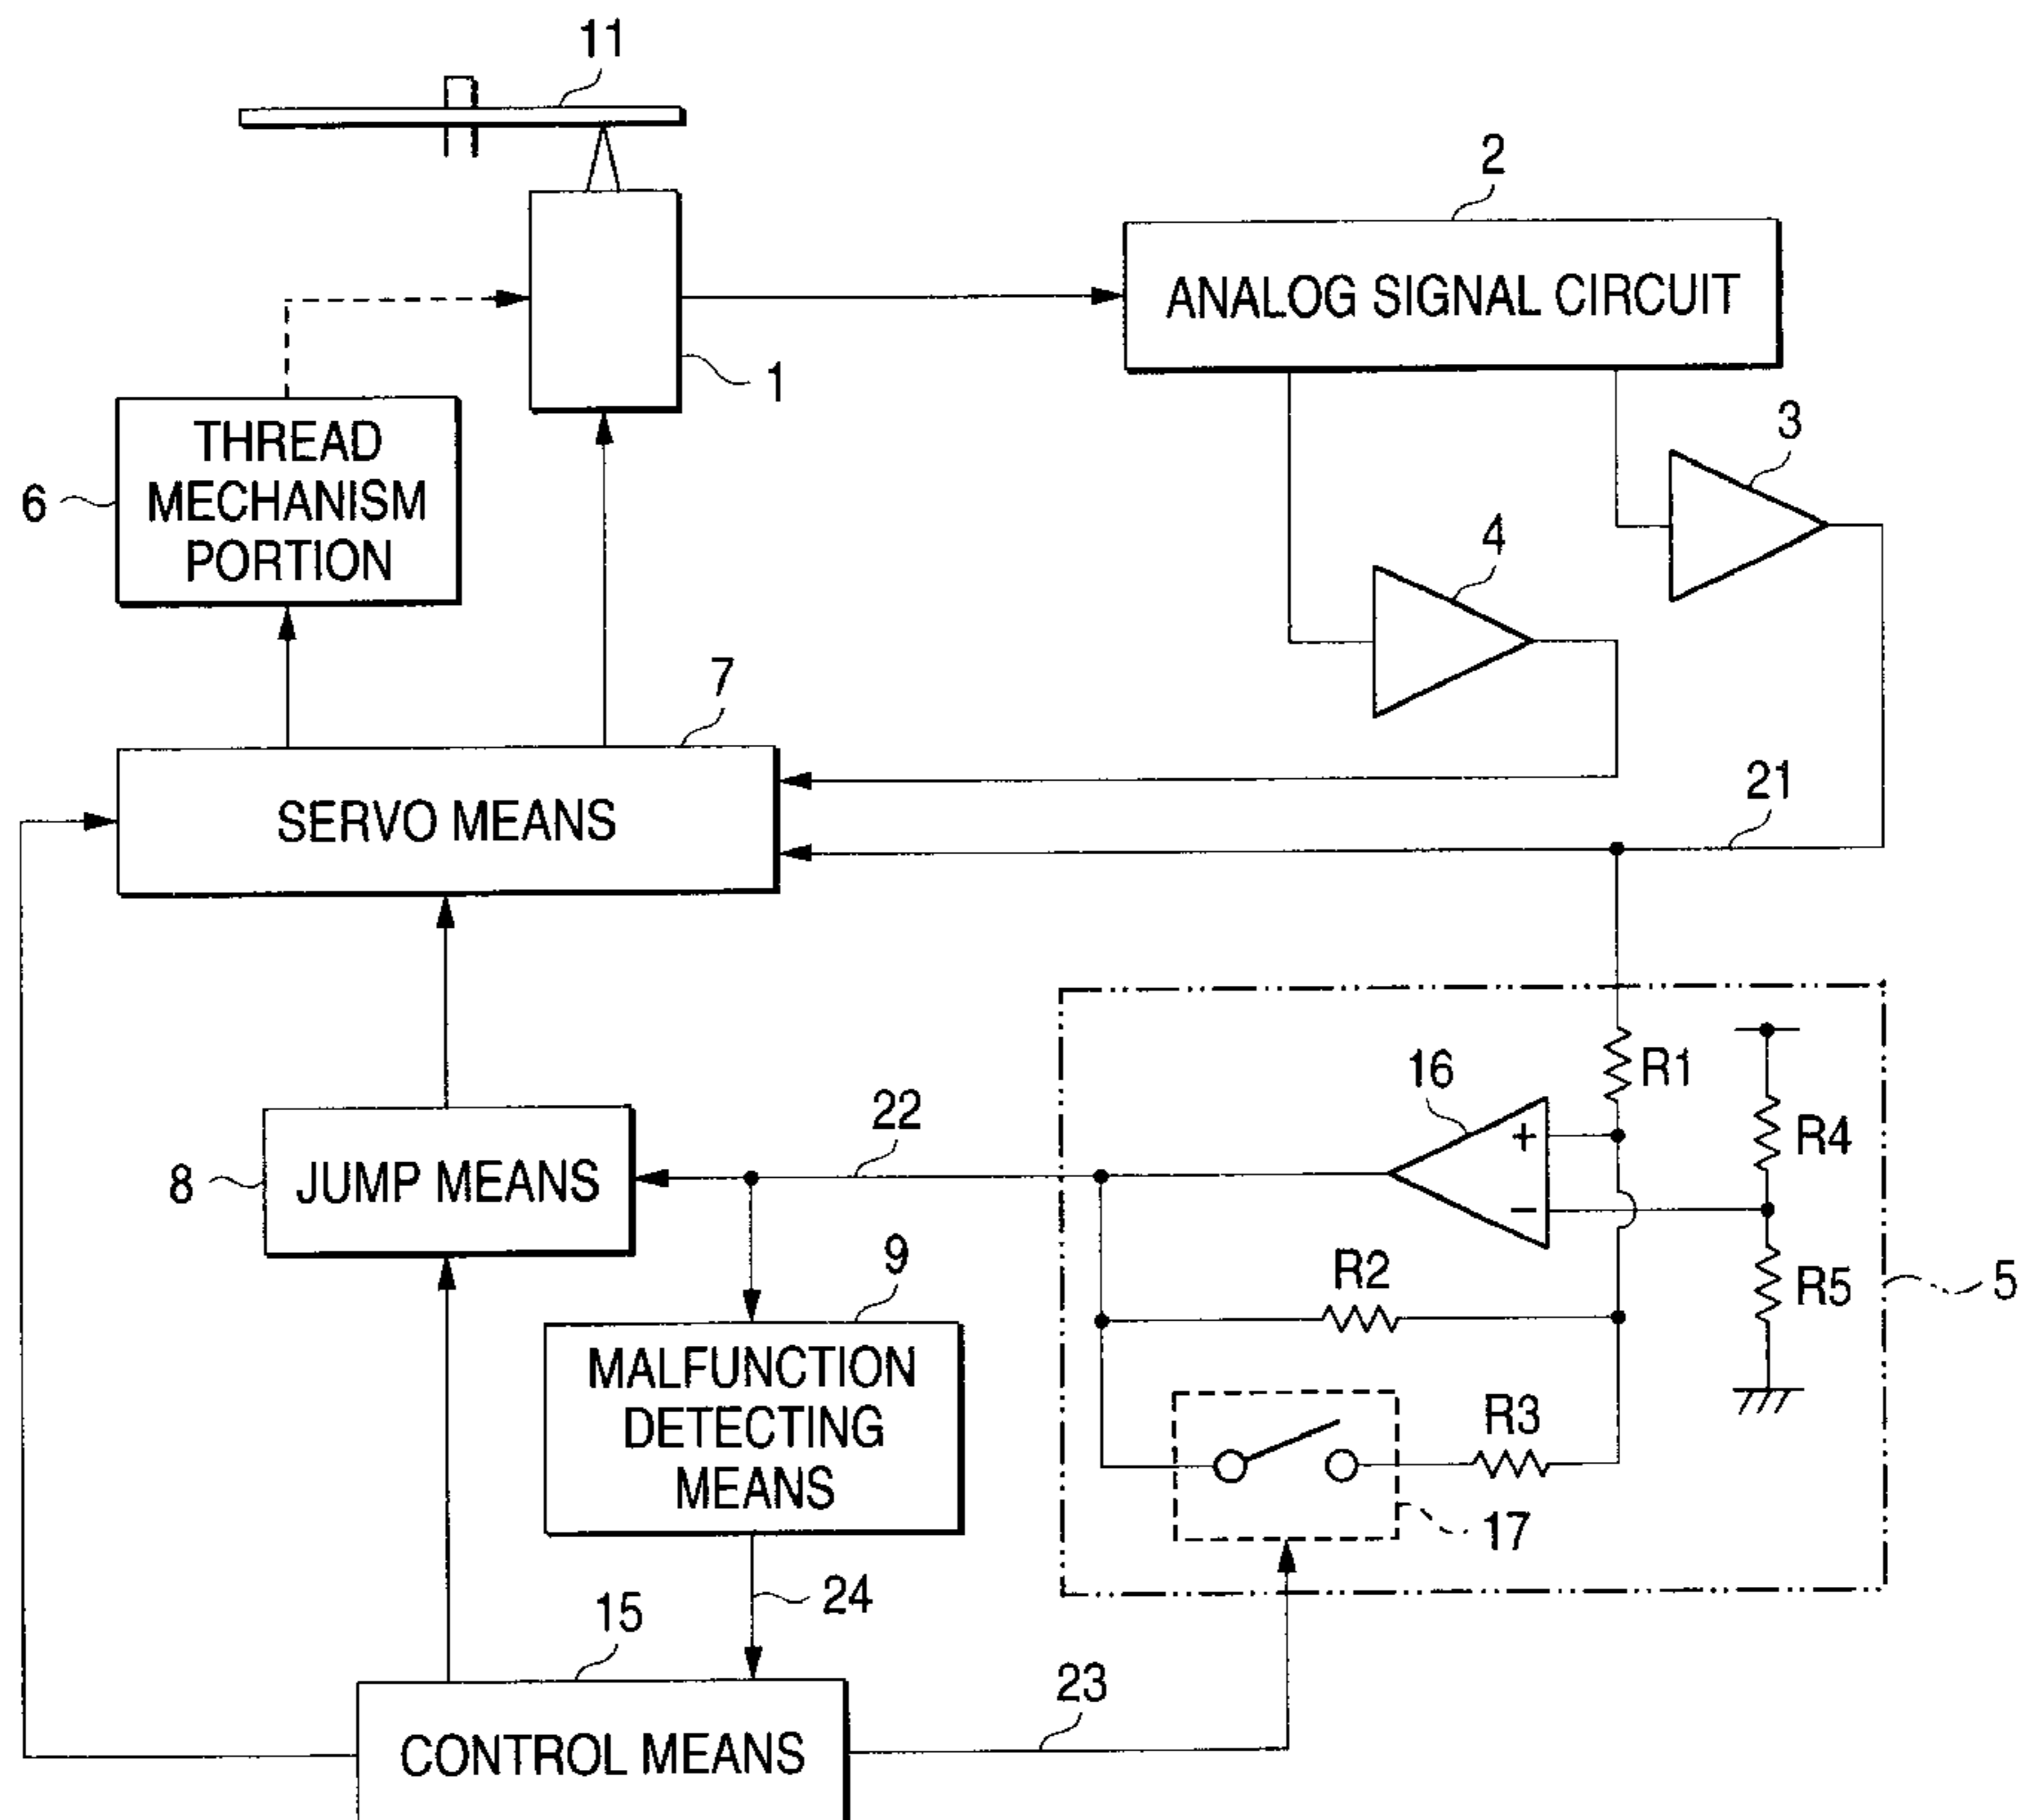 11
2
ANALOG SIGNAL CIRCUIT
1
3
THREAD
MECHANISM
PORTION
6
4
7
SERVO MEANS
21
R1
16
+
R4
22
8
JUMP MEANS
−
R2
9
R5
5
MALFUNCTION
DETECTING
MEANS
R3
17
24
15
23
CONTROL MEANS